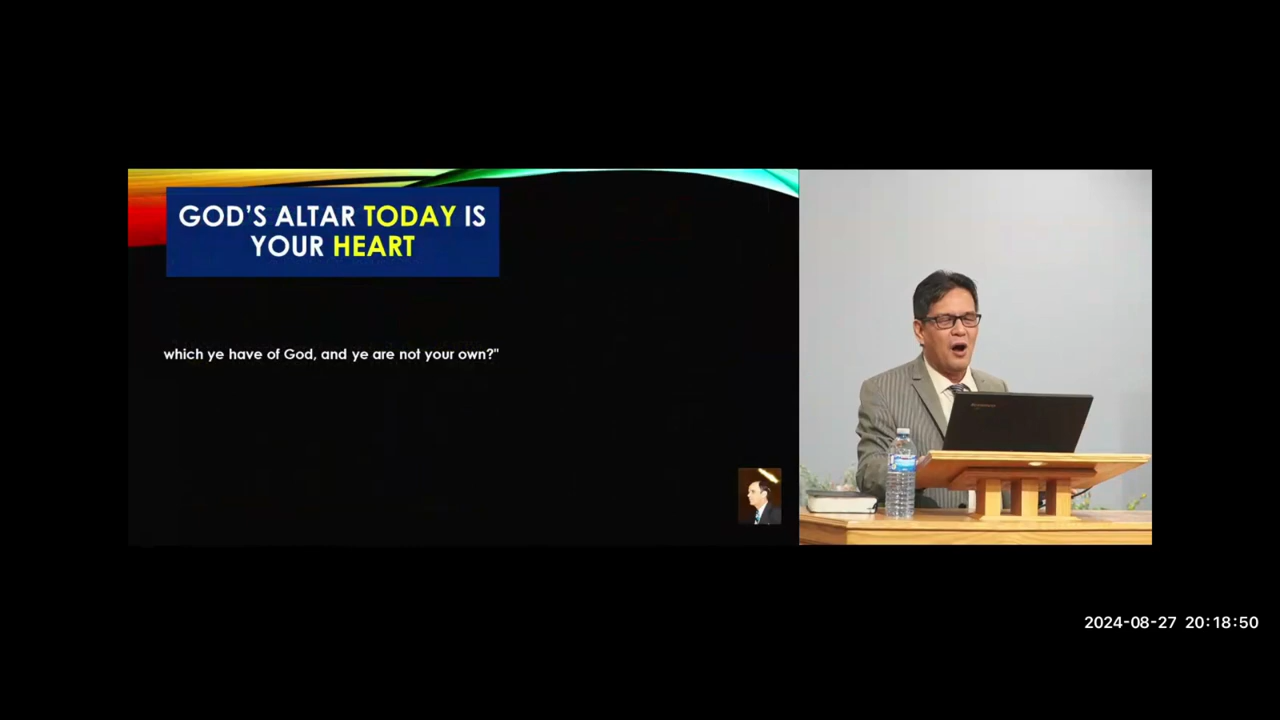 GOD'S ALTAR TODAY IS
YOUR HEART
which ye have of God, and ye are not your own?"
2024-08-27 20:18:50